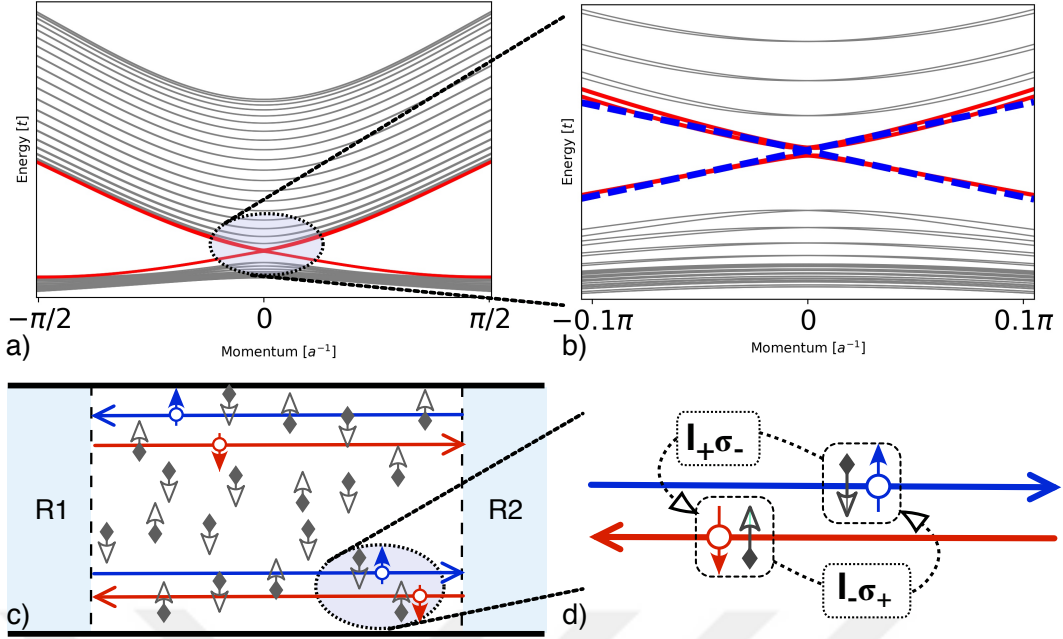 Energy [t]
−π/2
0
π/2
Momentum [a⁻¹]
a)
Energy [t]
−0.1π
0
0.1π
Momentum [a⁻¹]
b)
R1
R2
c)
I₊σ₋
I₋σ₊
d)